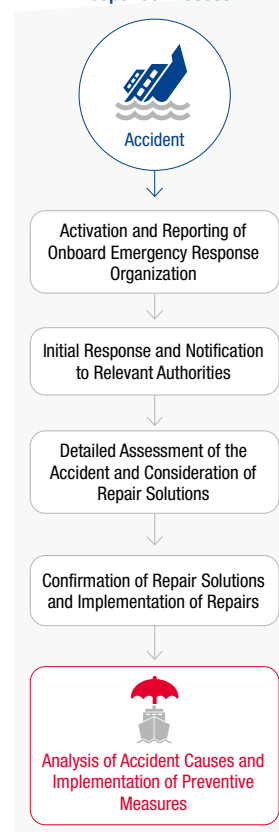 Accident
Activation and Reporting of
Onboard Emergency Response
Organization
Initial Response and Notification
to Relevant Authorities
Detailed Assessment of the
Accident and Consideration of
Repair Solutions
Confirmation of Repair Solutions
and Implementation of Repairs
Analysis of Accident Causes and
Implementation of Preventive
Measures